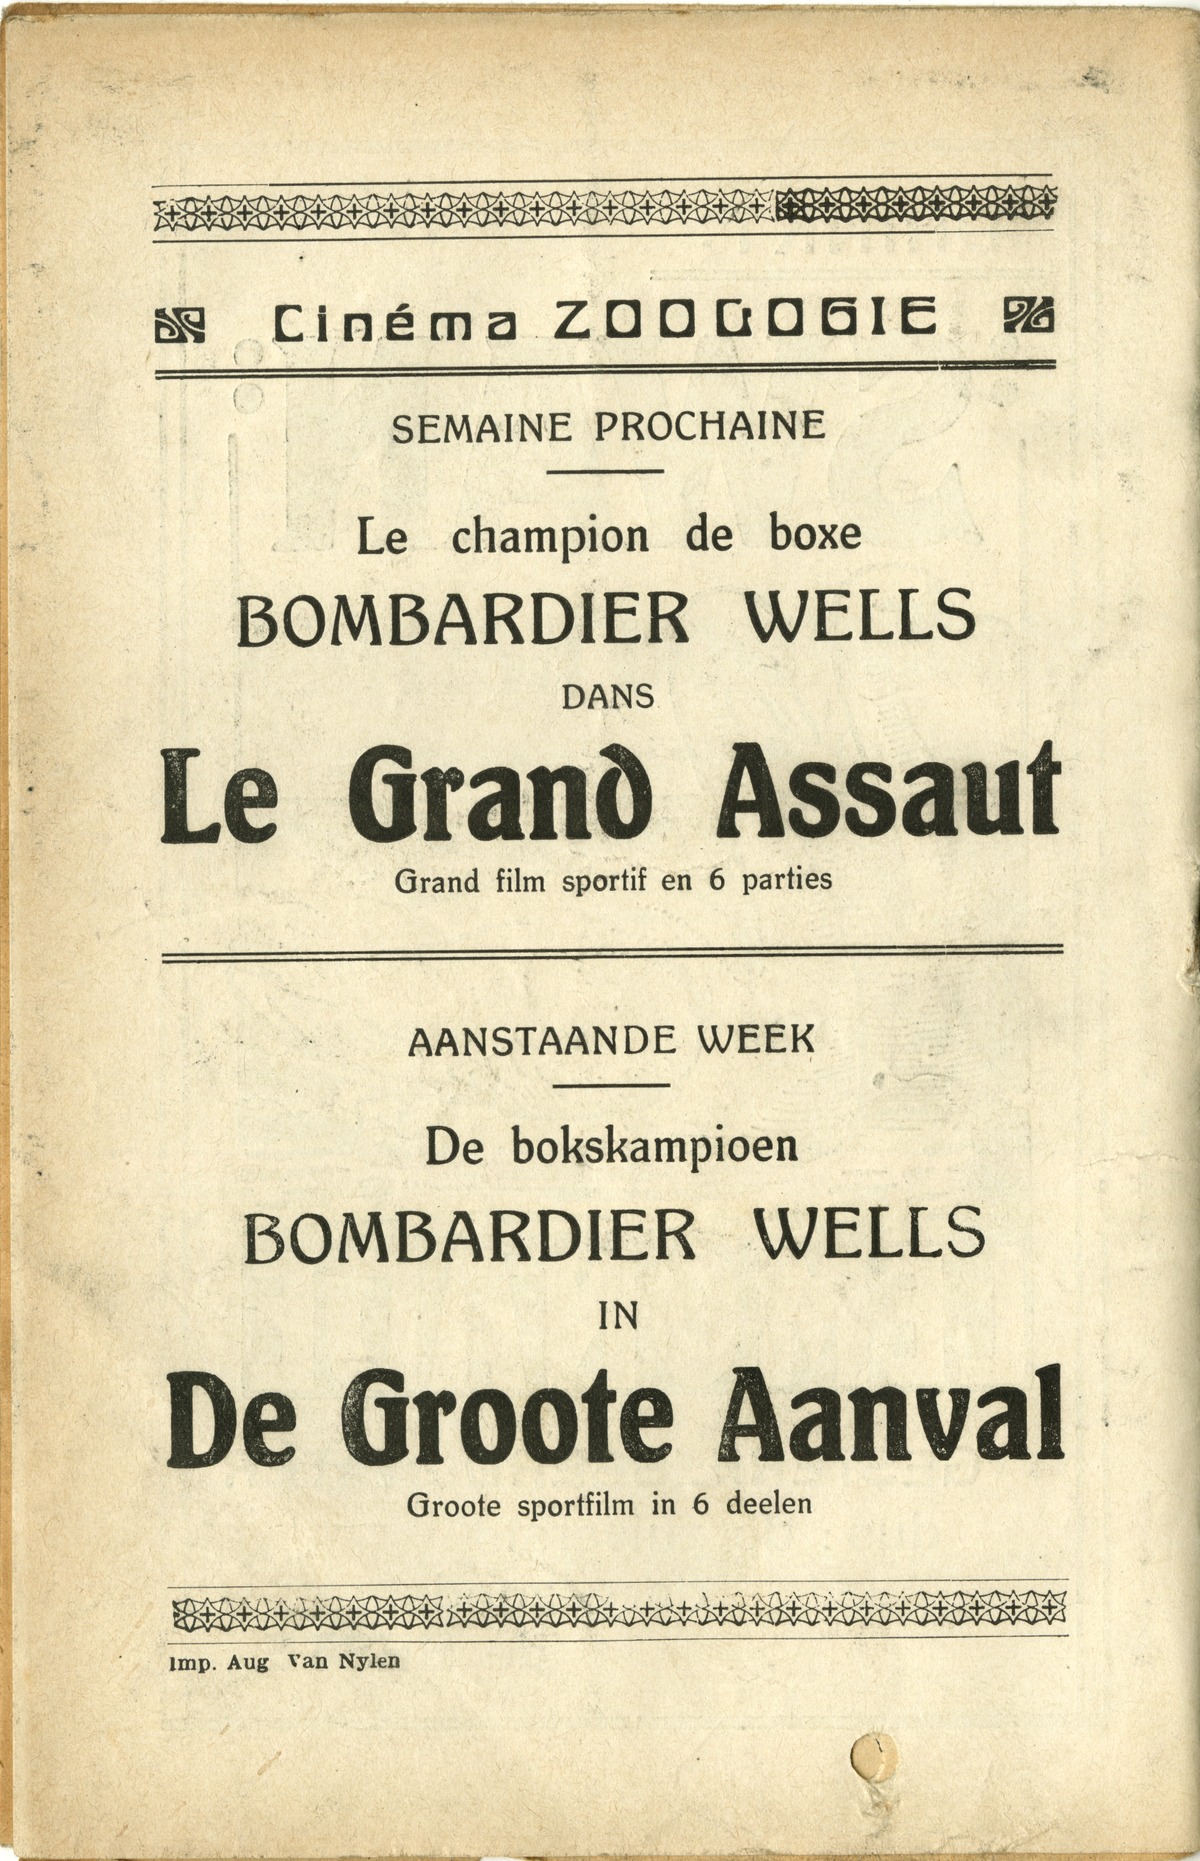 Cinéma ZOOLOGIE
SEMAINE PROCHAINE
Le champion de boxe
BOMBARDIER WELLS
DANS
Le Grand Assaut
Grand film sportif en 6 parties
AANSTAANDE WEEK
De bokskampioen
BOMBARDIER WELLS
IN
De Groote Aanval
Groote sportfilm in 6 deelen
Imp. Aug Van Nylen